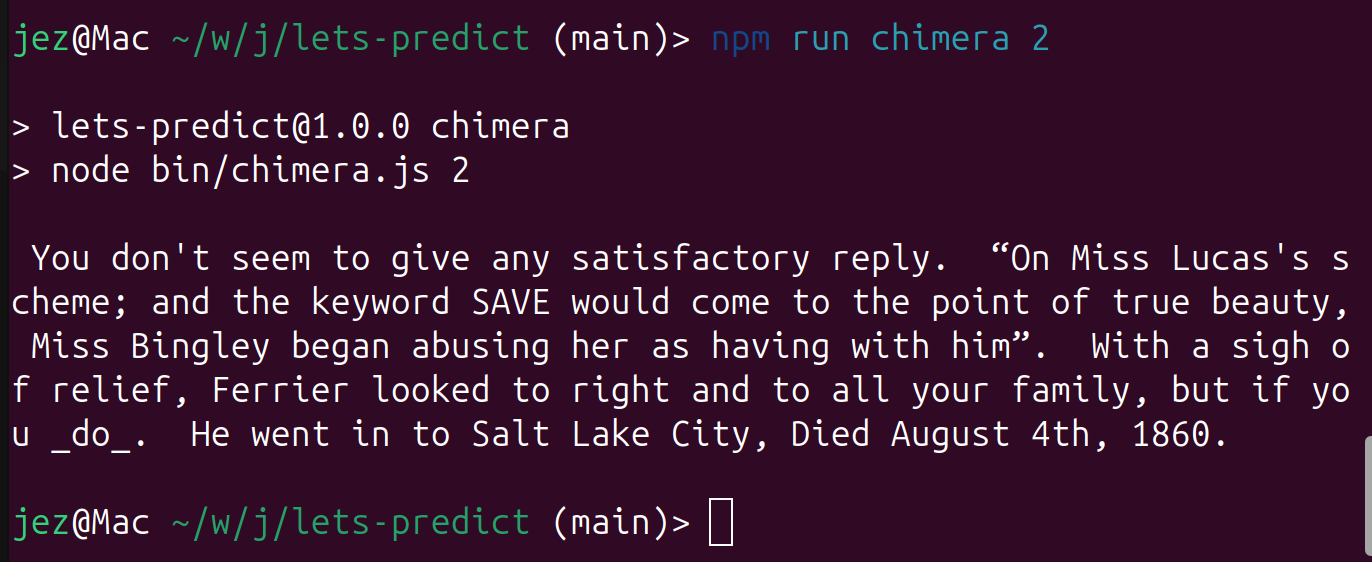 jez@Mac ~/w/j/lets-predict (main)> npm run chimera 2
> lets-predict@1.0.0 chimera
> node bin/chimera.js 2
You don't seem to give any satisfactory reply.  “On Miss Lucas's s
cheme; and the keyword SAVE would come to the point of true beauty,
Miss Bingley began abusing her as having with him”.  With a sigh o
f relief, Ferrier looked to right and to all your family, but if yo
u _do_.  He went in to Salt Lake City, Died August 4th, 1860.
jez@Mac ~/w/j/lets-predict (main)>